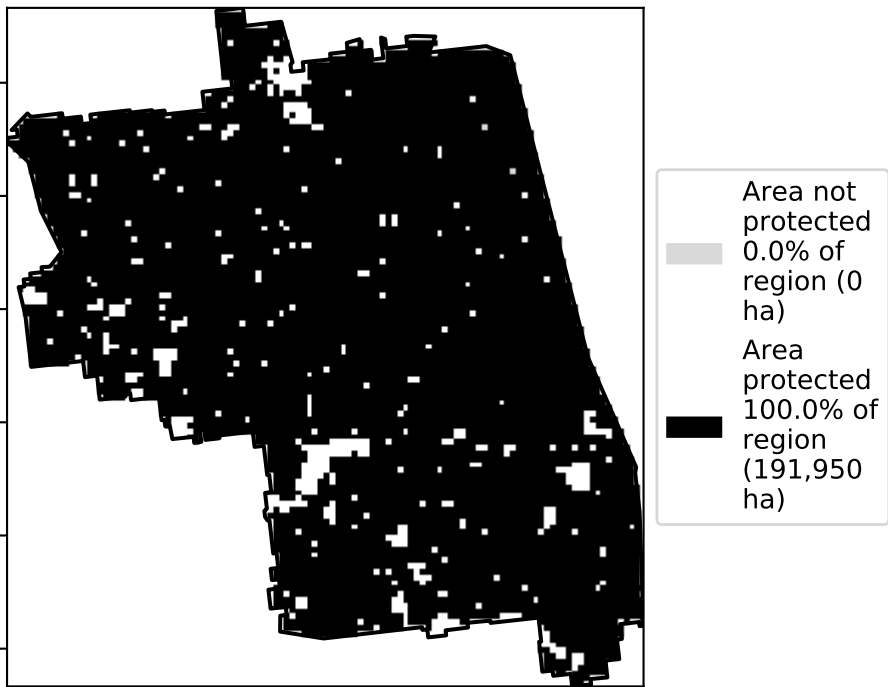 Area not
protected
0.0% of
region (0
ha)
Area
protected
100.0% of
region
(191,950
ha)